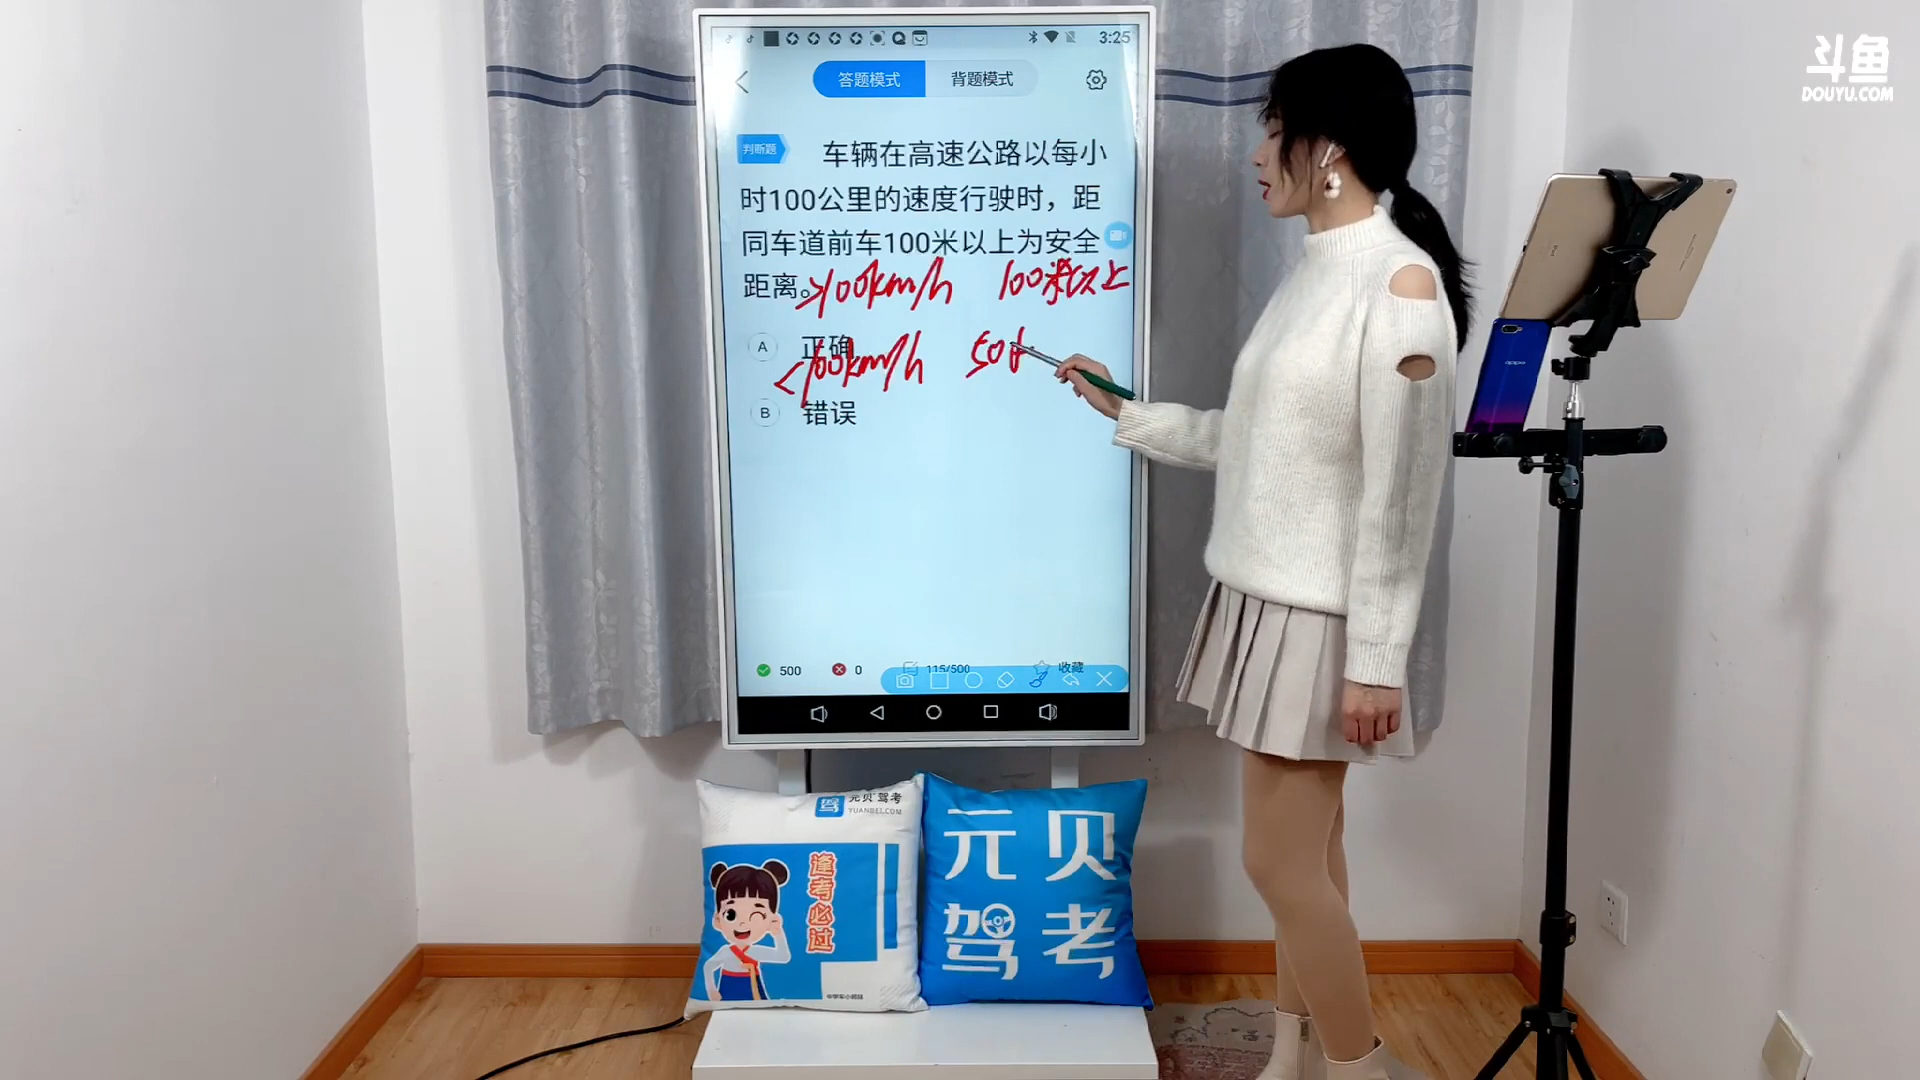 斗鱼
DOUYU.COM
3:25
答题模式 背题模式
判断题 车辆在高速公路以每小
时100公里的速度行驶时，距
同车道前车100米以上为安全
距离。
>100km/h 100米以上
A 正确
<100km/h 50
B 错误
500 0 115/500 收藏
oppo
元贝驾考
YUANBEI.COM
逢考必过
元贝
驾考